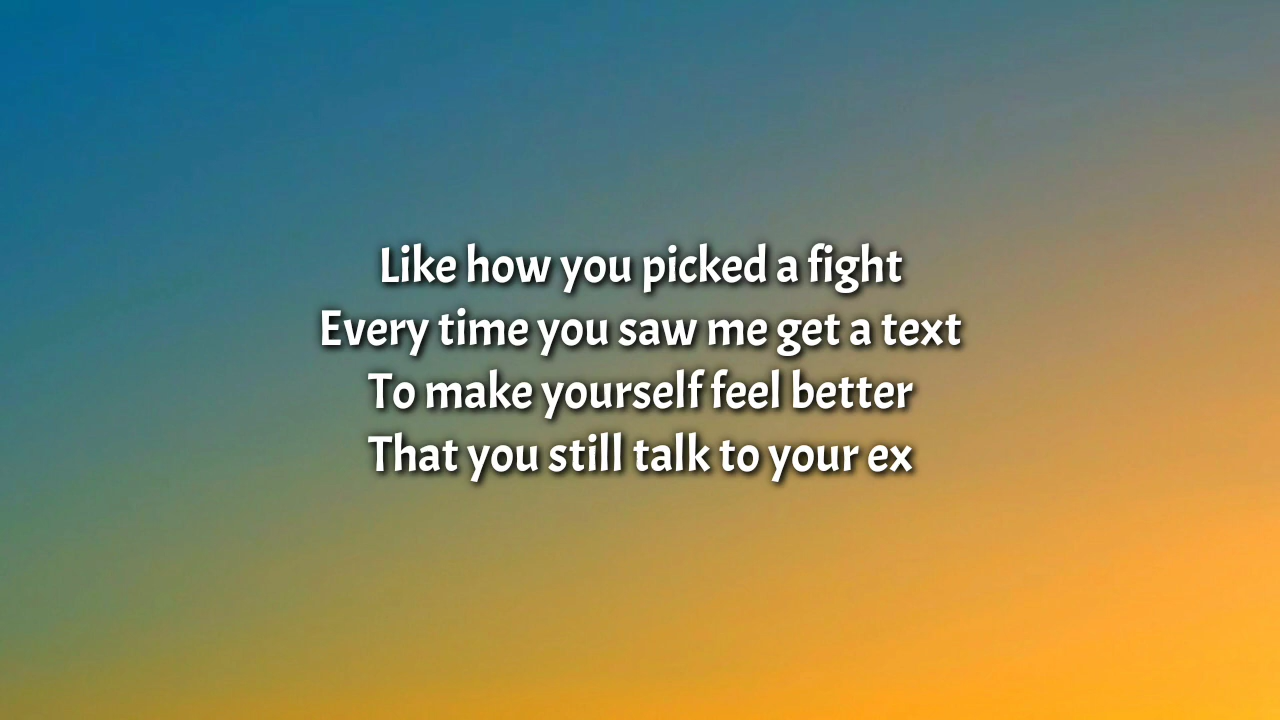 Like how you picked a fight
Every time you saw me get a text
To make yourself feel better
That you still talk to your ex